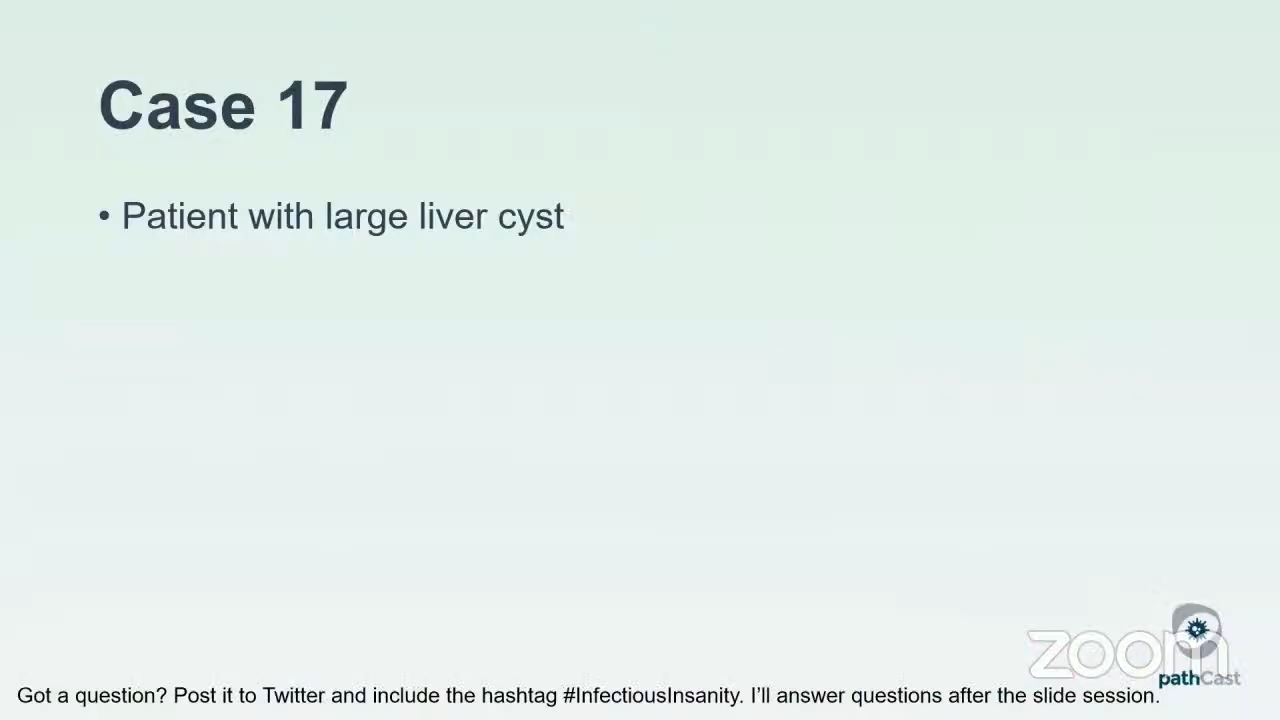 Case 17
• Patient with large liver cyst
zoom
pathCast
Got a question? Post it to Twitter and include the hashtag #InfectiousInsanity. I’ll answer questions after the slide session.